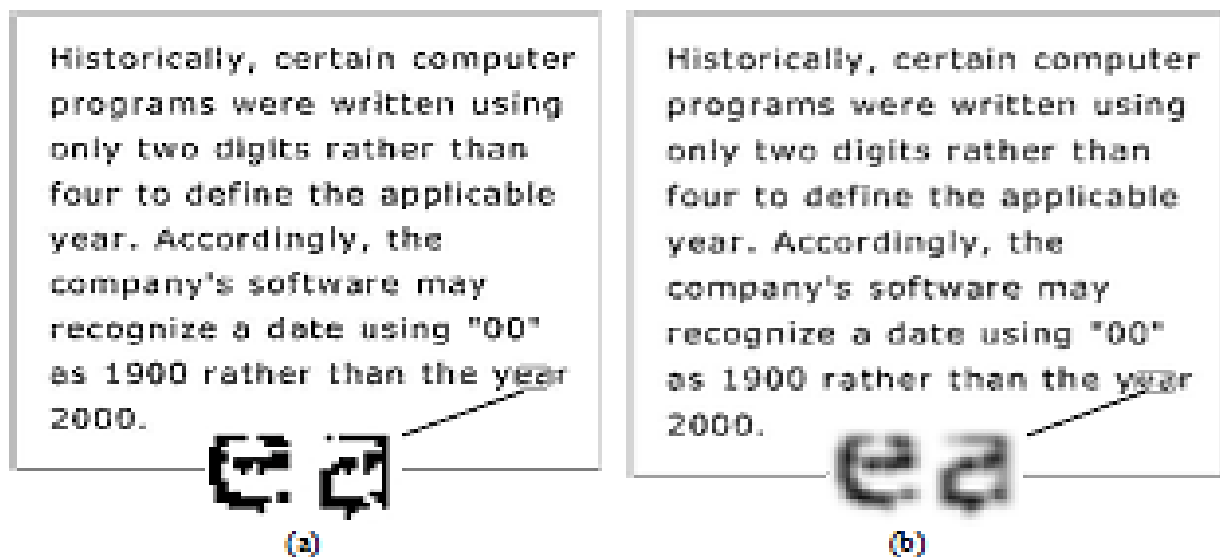 Historically, certain computer
programs were written using
only two digits rather than
four to define the applicable
year. Accordingly, the
company's software may
recognize a date using "00"
as 1900 rather than the year
2000.
ea
(a)
Historically, certain computer
programs were written using
only two digits rather than
four to define the applicable
year. Accordingly, the
company's software may
recognize a date using "00"
as 1900 rather than the year
2000.
ea
(b)